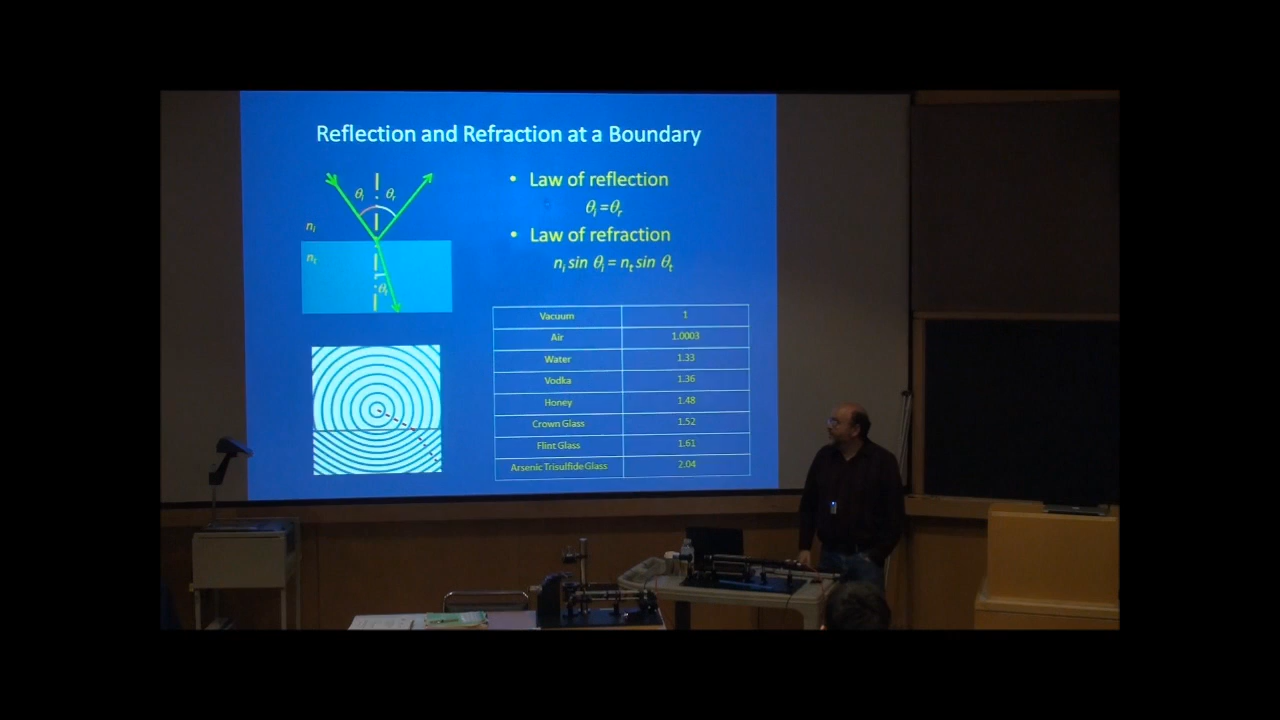 Reflection and Refraction at a Boundary
θi θr
ni
nt
θt
• Law of reflection
θi = θr
• Law of refraction
ni sin θi = nt sin θt
Vacuum 1
Air 1.0003
Water 1.33
Vodka 1.36
Honey 1.48
Crown Glass 1.52
Flint Glass 1.61
Arsenic Trisulfide Glass 2.04